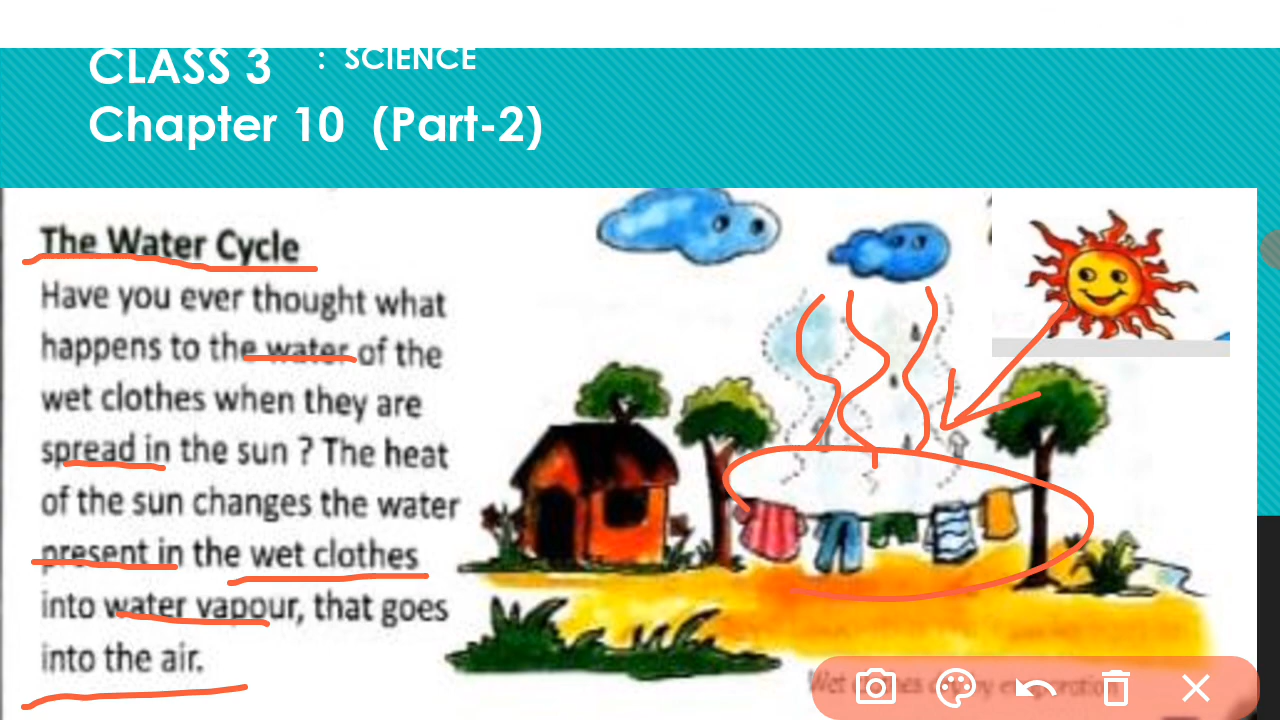 CLASS 3 : SCIENCE
Chapter 10 (Part-2)
The Water Cycle
Have you ever thought what
happens to the water of the
wet clothes when they are
spread in the sun ? The heat
of the sun changes the water
present in the wet clothes
into water vapour, that goes
into the air.
Wet